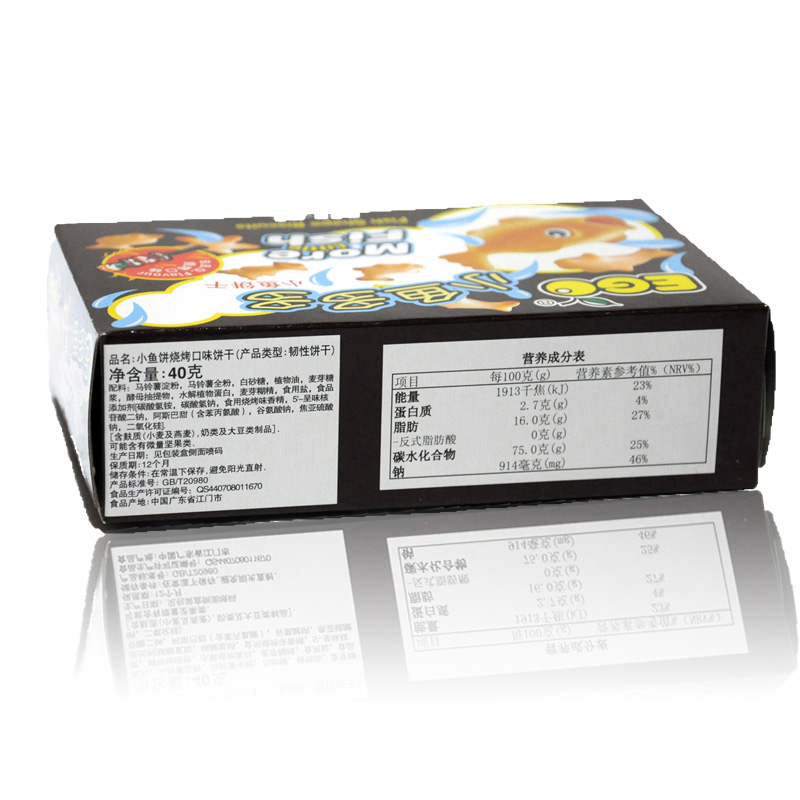 EGO
小鱼多多
More
Fish
Fish Shape Biscuits
小鱼饼干
品名:小鱼饼烧烤口味饼干(产品类型:韧性饼干)
净含量:40克
配料:马铃薯淀粉,马铃薯全粉,白砂糖,植物油,麦芽糖
浆,酵母抽提物,水解植物蛋白,麦芽糊精,食用盐,食品
添加剂(碳酸氢铵,碳酸氢钠,食用烧烤味香精,5'-呈味核
苷酸二钠,阿斯巴甜(含苯丙氨酸),谷氨酸钠,焦亚硫酸
钠,二氧化硅].
[含麸质(小麦及燕麦),奶类及大豆类制品].
可能含有微量坚果类.
生产日期:见包装盒侧面喷码
保质期:12个月
储存条件:在常温下保存,避免阳光直射.
产品标准号:GB/T20980
食品生产许可证编号:QS440708011670
食品产地:中国广东省江门市
营养成分表
项目 每100克(g) 营养素参考值%(NRV%)
能量 1913千焦(kJ) 23%
蛋白质 2.7克(g) 4%
脂肪 16.0克(g) 27%
-反式脂肪酸 0克(g)
碳水化合物 75.0克(g) 25%
钠 914毫克(mg) 46%